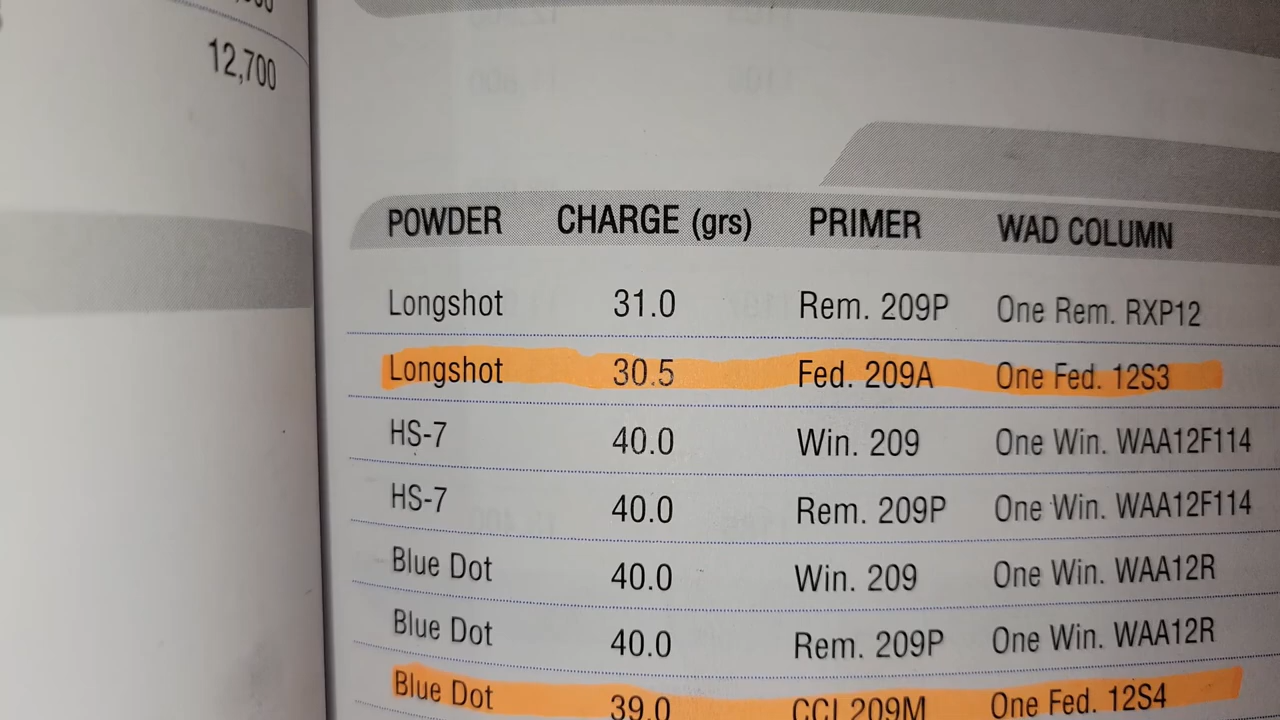 12,700
POWDER CHARGE (grs) PRIMER WAD COLUMN
Longshot 31.0 Rem. 209P One Rem. RXP12
Longshot 30.5 Fed. 209A One Fed. 12S3
HS-7 40.0 Win. 209 One Win. WAA12F114
HS-7 40.0 Rem. 209P One Win. WAA12F114
Blue Dot 40.0 Win. 209 One Win. WAA12R
Blue Dot 40.0 Rem. 209P One Win. WAA12R
Blue Dot 39.0 CCI 209M One Fed. 12S4